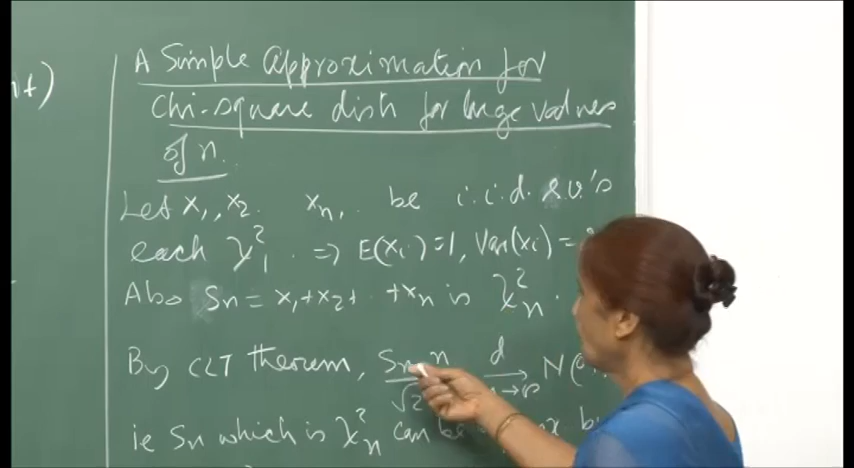 nt)
A Simple Approximation for
Chi-square distn for large values
of n.
Let X₁, X₂ Xₙ, be i.i.d. r.v.'s
each χ²₁. ⇒ E(Xᵢ)=1, Var(Xᵢ)=
Also Sₙ = X₁+X₂+ +Xₙ is χ²ₙ.
By CLT theorem, Sₙ n d/n→∞ → N(0,
√2
ie Sₙ which is χ²ₙ can be